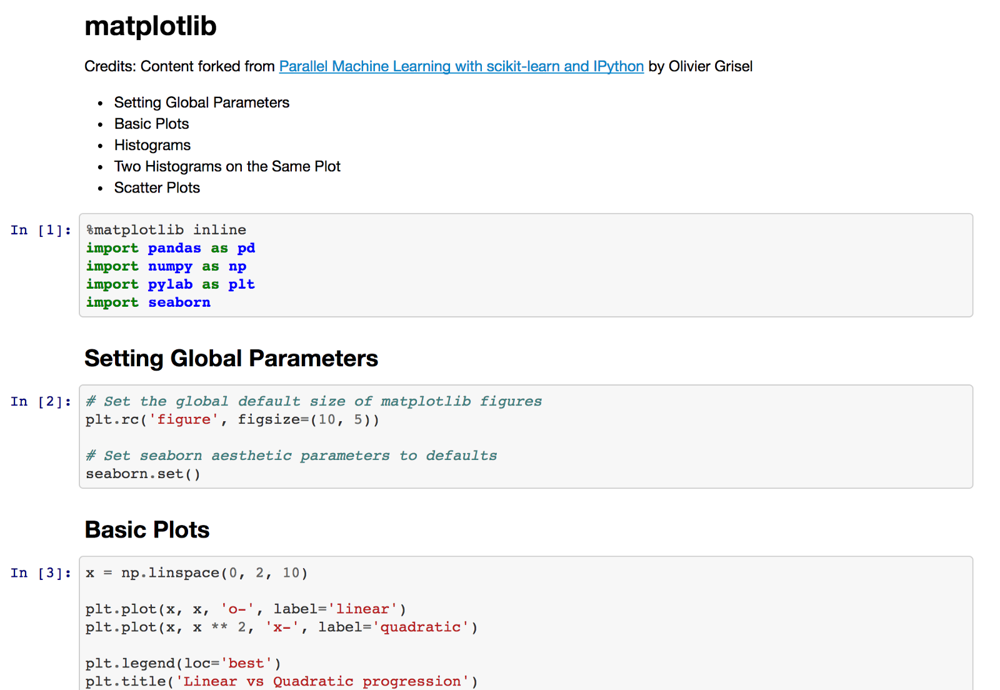 matplotlib
Credits: Content forked from Parallel Machine Learning with scikit-learn and IPython by Olivier Grisel
• Setting Global Parameters
• Basic Plots
• Histograms
• Two Histograms on the Same Plot
• Scatter Plots
In [1]: %matplotlib inline
import pandas as pd
import numpy as np
import pylab as plt
import seaborn
Setting Global Parameters
In [2]: # Set the global default size of matplotlib figures
plt.rc('figure', figsize=(10, 5))
# Set seaborn aesthetic parameters to defaults
seaborn.set()
Basic Plots
In [3]: x = np.linspace(0, 2, 10)
plt.plot(x, x, 'o-', label='linear')
plt.plot(x, x ** 2, 'x-', label='quadratic')
plt.legend(loc='best')
plt.title('Linear vs Quadratic progression')